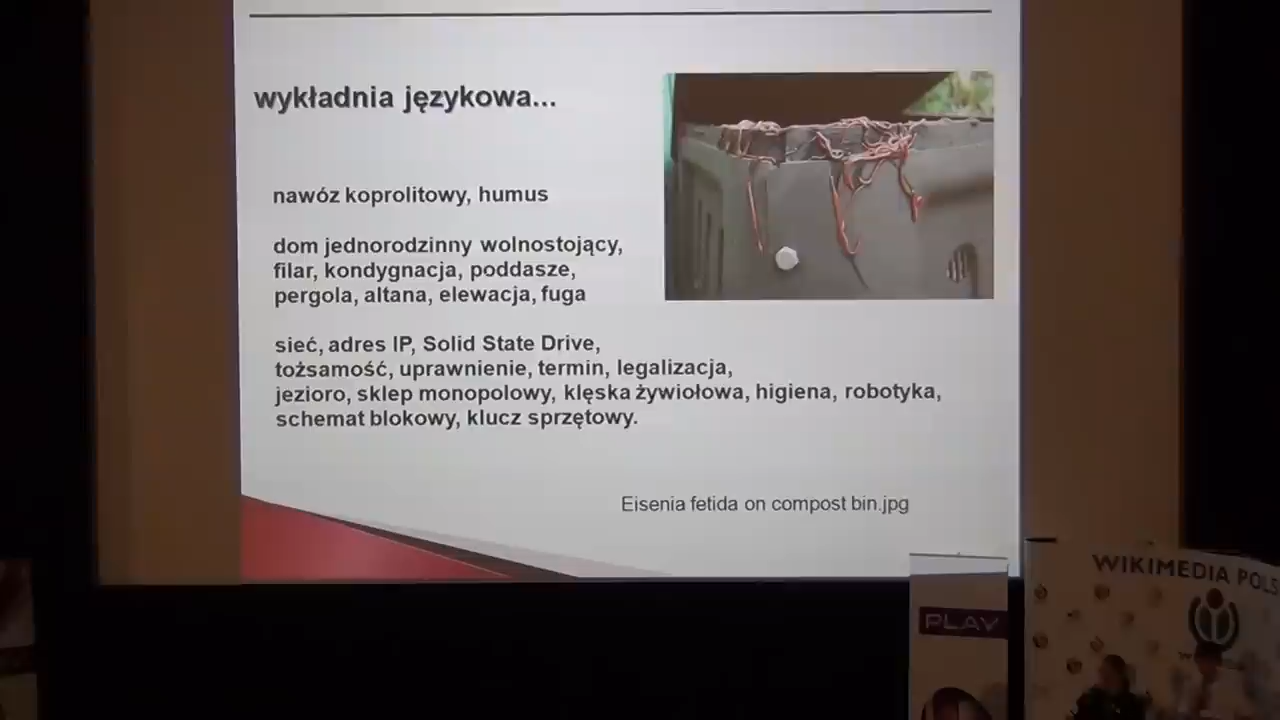 wykładnia językowa...
nawóz koprolitowy, humus
dom jednorodzinny wolnostojący,
filar, kondygnacja, poddasze,
pergola, altana, elewacja, fuga
sieć, adres IP, Solid State Drive,
tożsamość, uprawnienie, termin, legalizacja,
jezioro, sklep monopolowy, klęska żywiołowa, higiena, robotyka,
schemat blokowy, klucz sprzętowy.
Eisenia fetida on compost bin.jpg
WIKIMEDIA POLS
PLAY